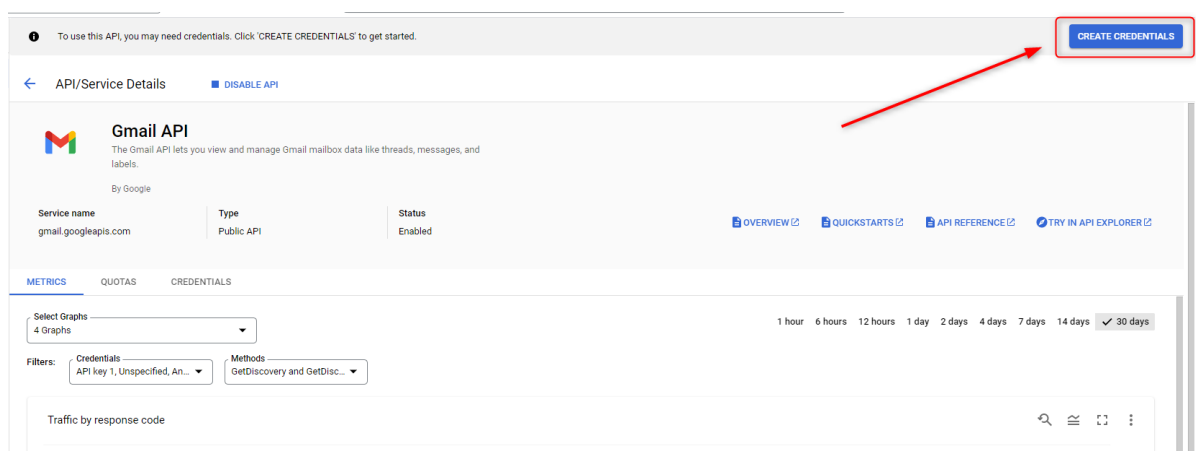 To use this API, you may need credentials. Click 'CREATE CREDENTIALS' to get started.
CREATE CREDENTIALS
API/Service Details
DISABLE API
Gmail API
The Gmail API lets you view and manage Gmail mailbox data like threads, messages, and
labels.
By Google
Service name
gmail.googleapis.com
Type
Public API
Status
Enabled
OVERVIEW
QUICKSTARTS
API REFERENCE
TRY IN API EXPLORER
METRICS QUOTAS CREDENTIALS
Select Graphs
4 Graphs
1 hour 6 hours 12 hours 1 day 2 days 4 days 7 days 14 days 30 days
Filters:
Credentials
API key 1, Unspecified, An...
Methods
GetDiscovery and GetDisc...
Traffic by response code